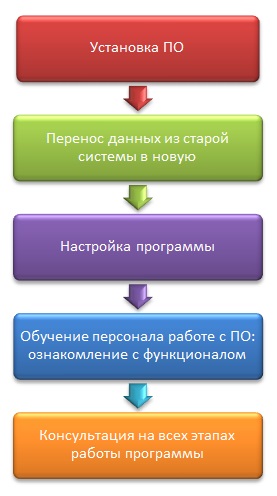 Установка ПО
Перенос данных из старой
системы в новую
Настройка программы
Обучение персонала работе с ПО:
ознакомление с функционалом
Консультация на всех этапах
работы программы